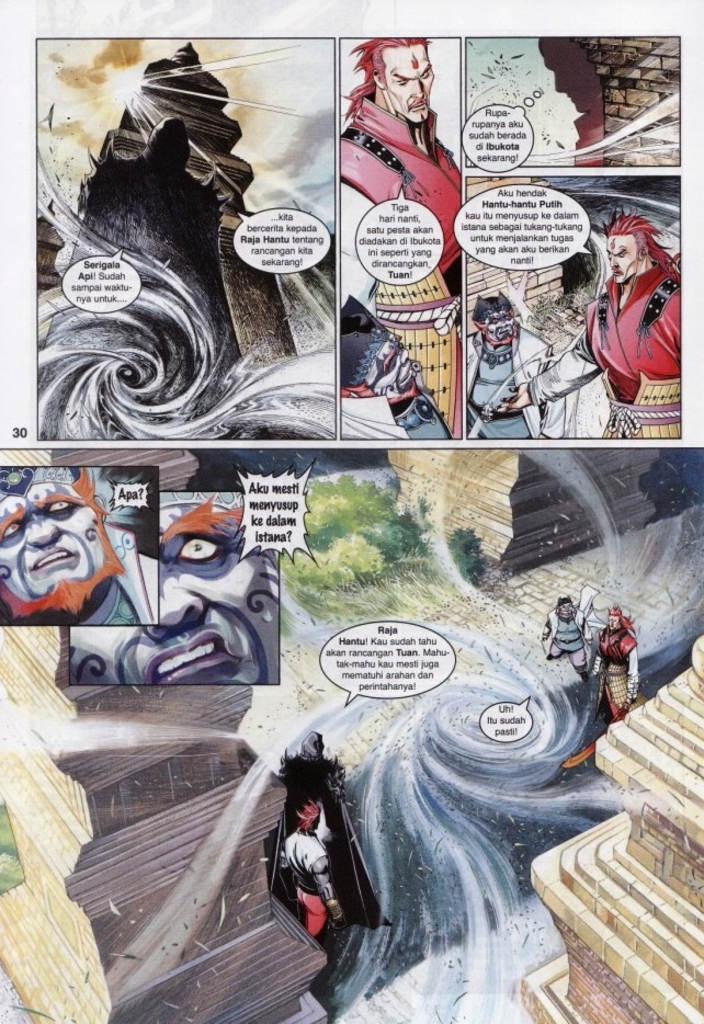 Serigala
Api! Sudah
sampai waktu-
nya untuk....
...kita
bercerita kepada
Raja Hantu tentang
rancangan kita
sekarang!
Tiga
hari nanti,
satu pesta akan
diadakan di Ibukota
ini seperti yang
dirancangkan,
Tuan!
Rupa-
rupanya aku
sudah berada
di Ibukota
sekarang!
Aku hendak
Hantu-hantu Putih
kau itu menyusup ke dalam
istana sebagai tukang-tukang
untuk menjalankan tugas
yang akan aku berikan
nanti!
30
Apa?
Aku mesti
menyusup
ke dalam
istana?
Raja
Hantu! Kau sudah tahu
akan rancangan Tuan. Mahu-
tak-mahu kau mesti juga
mematuhi arahan dan
perintahanya!
Uh!
Itu sudah
pasti!